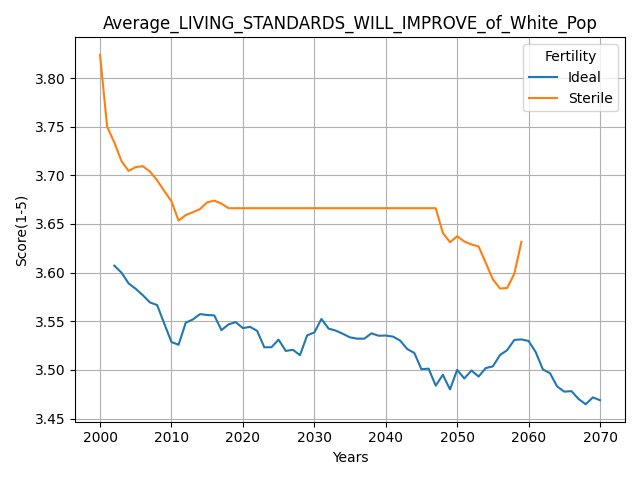 Average_LIVING_STANDARDS_WILL_IMPROVE_of_White_Pop
Fertility
Ideal
Sterile
3.80
3.75
3.70
3.65
3.60
3.55
3.50
3.45
Score(1-5)
2000 2010 2020 2030 2040 2050 2060 2070
Years